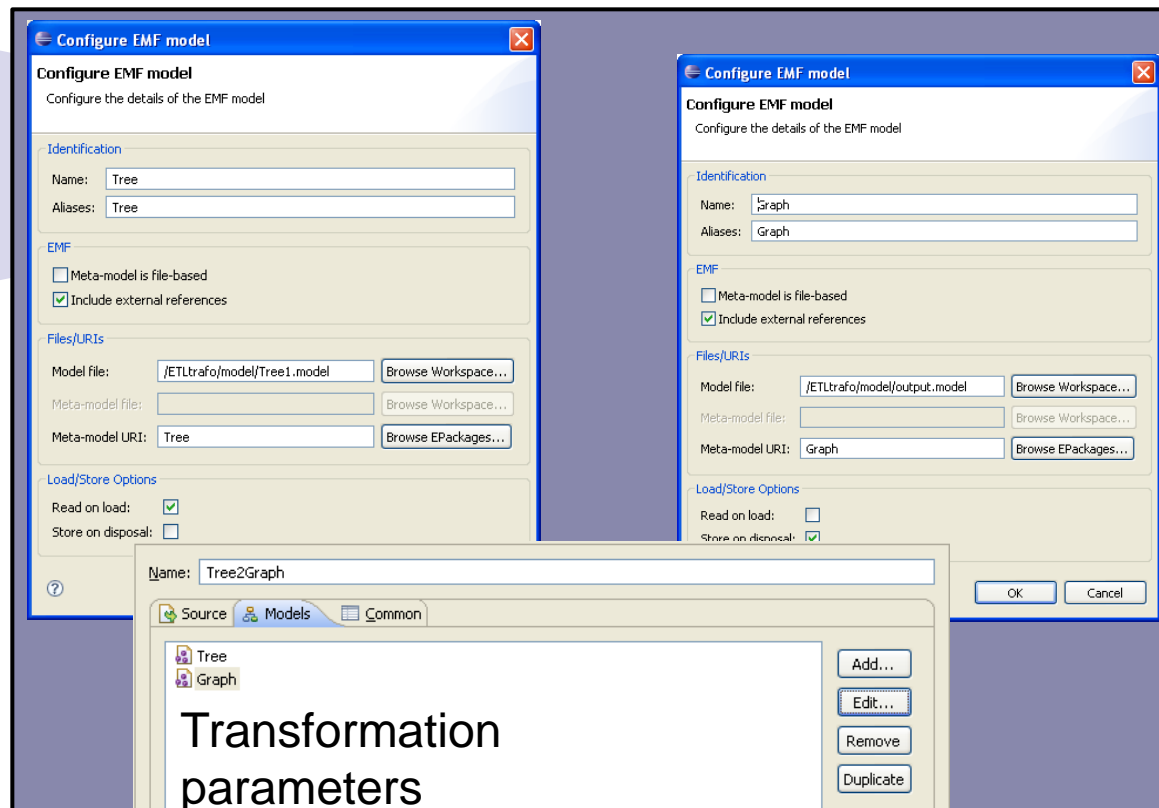 Configure EMF model
Configure EMF model
Configure the details of the EMF model
Identification
Name: Tree
Aliases: Tree
EMF
Meta-model is file-based
Include external references
Files/URIs
Model file: /ETLtrafo/model/Tree1.model Browse Workspace...
Meta-model file: Browse Workspace...
Meta-model URI: Tree Browse EPackages...
Load/Store Options
Read on load:
Store on disposal:
Configure EMF model
Configure EMF model
Configure the details of the EMF model
Identification
Name: Graph
Aliases: Graph
EMF
Meta-model is file-based
Include external references
Files/URIs
Model file: /ETLtrafo/model/output.model Browse Workspace...
Meta-model file: Browse Workspace...
Meta-model URI: Graph Browse EPackages...
Load/Store Options
Read on load:
Store on disposal:
OK Cancel
Name: Tree2Graph
Source Models Common
Tree
Graph
Add...
Edit...
Remove
Duplicate
Transformation
parameters